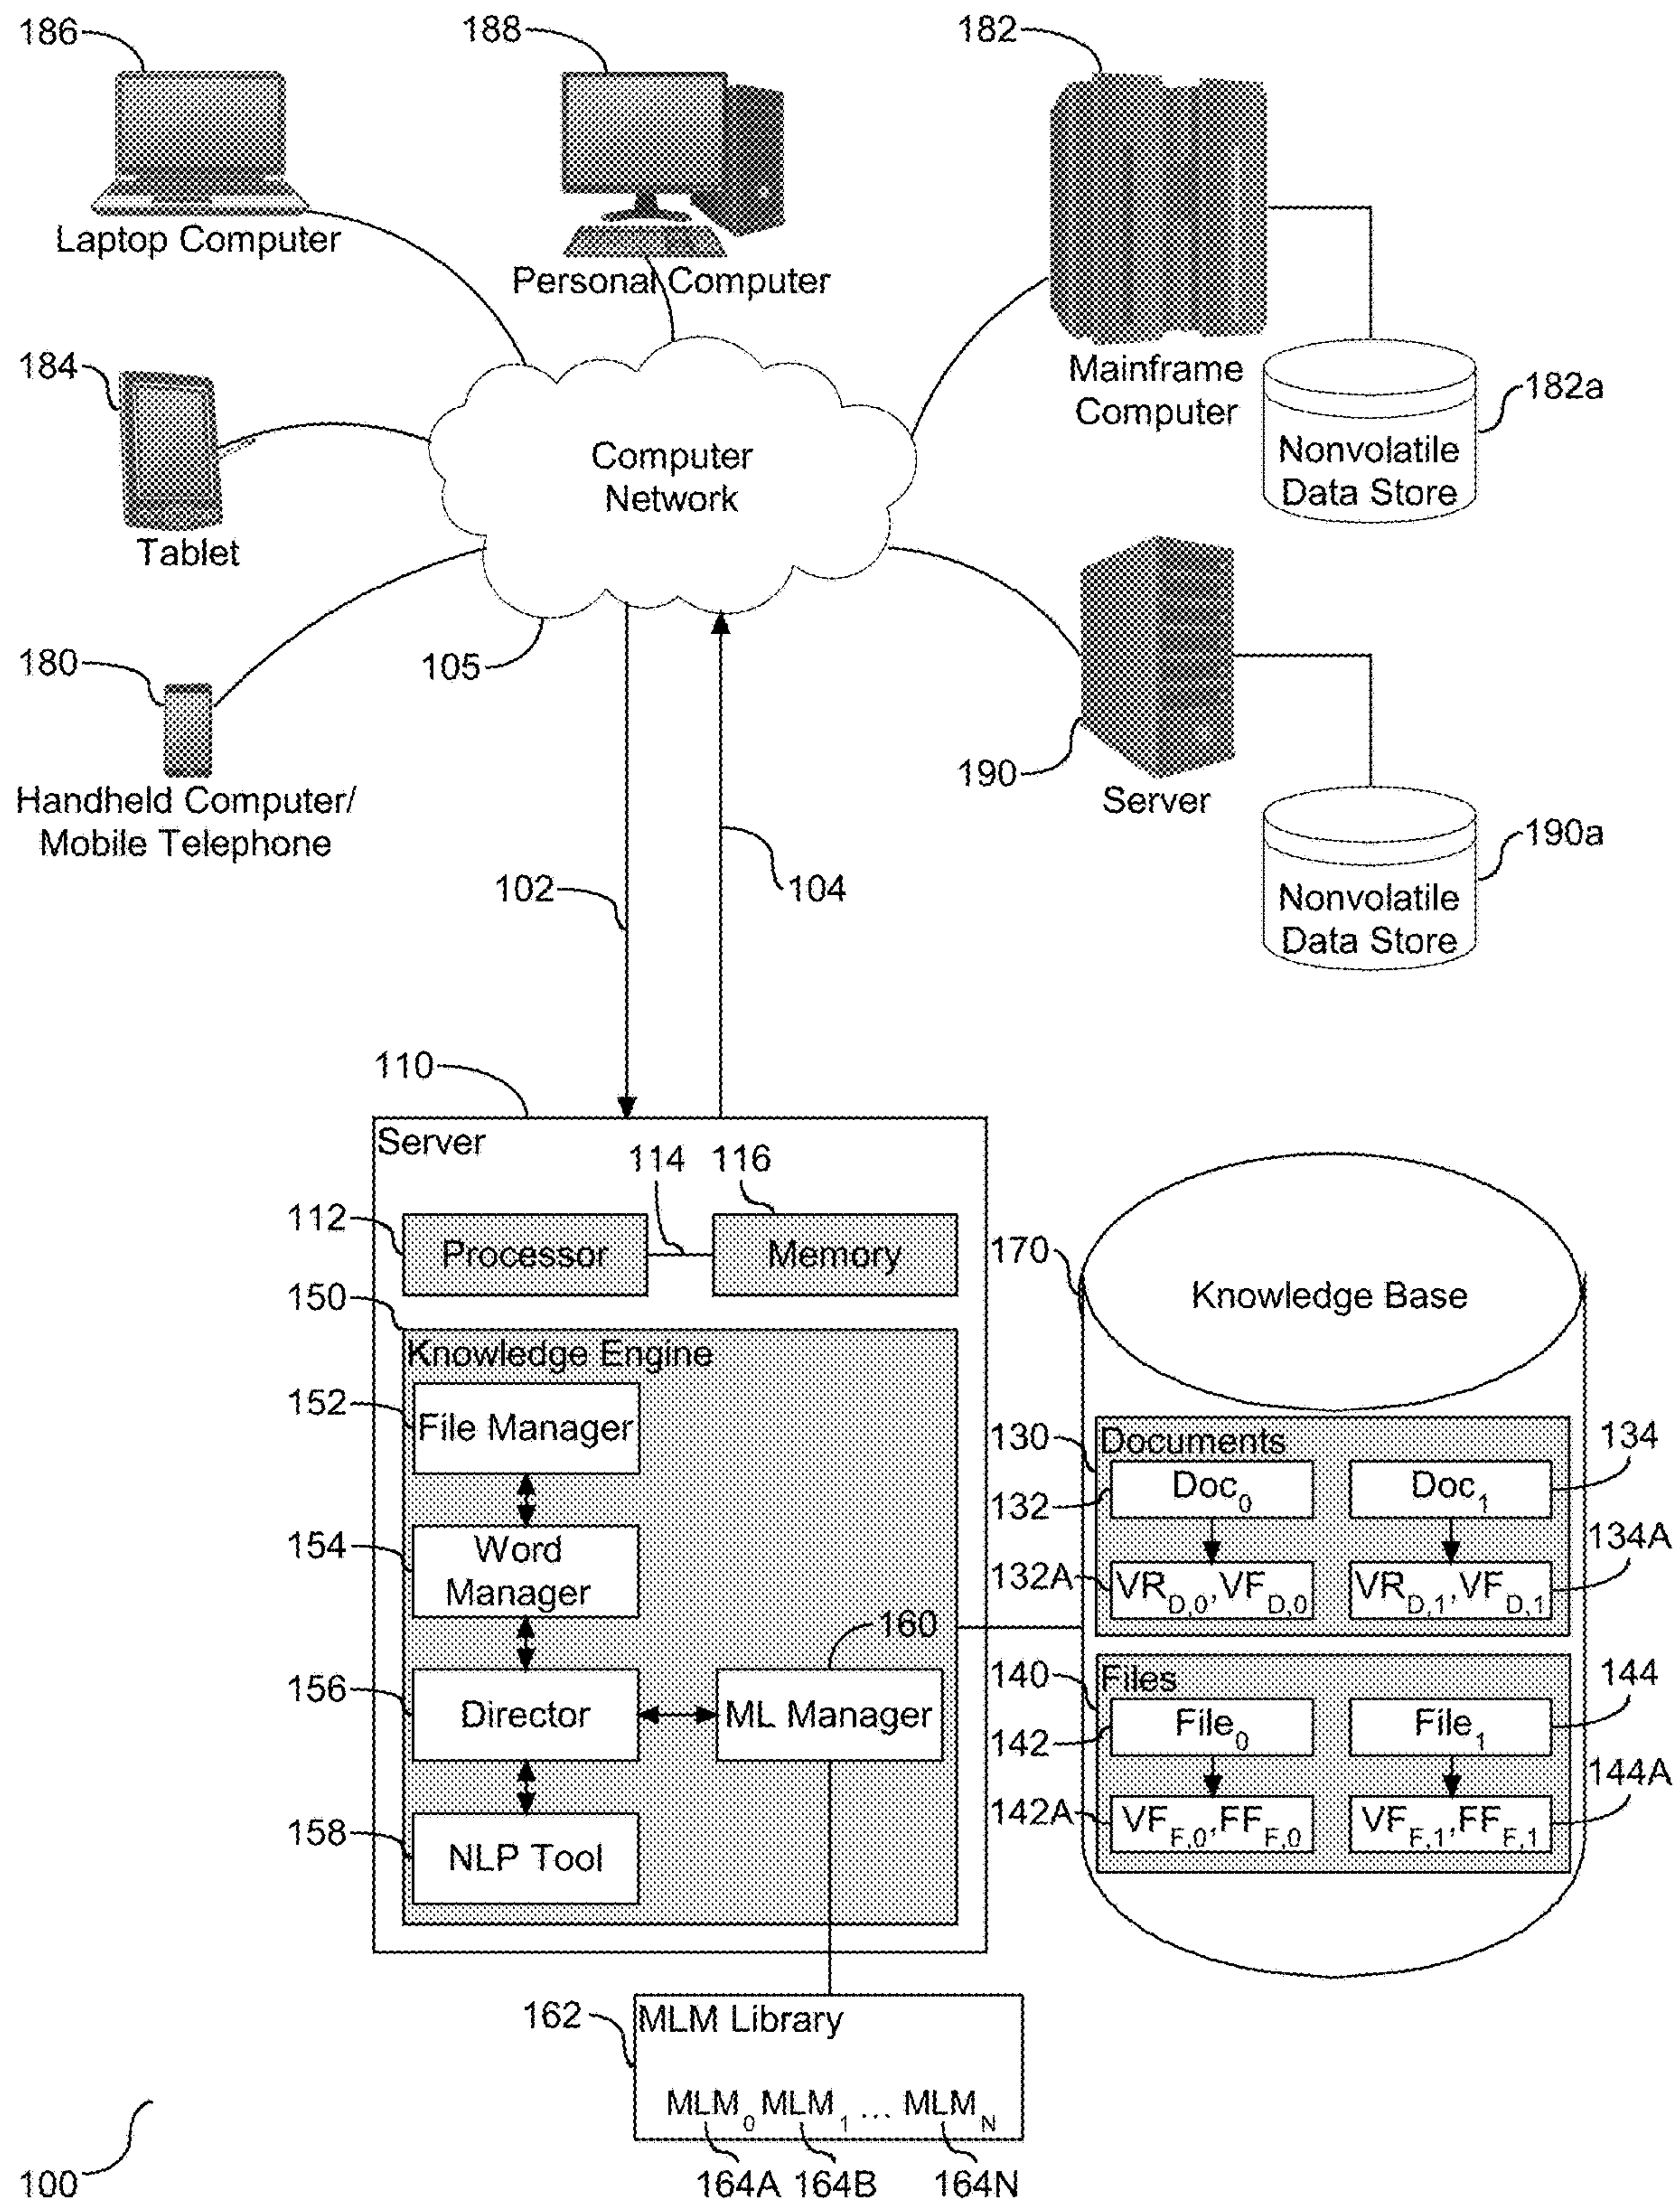 186
188
182
Laptop Computer
Personal Computer
Mainframe
Computer
184
182a
Computer
Network
Nonvolatile
Data Store
Tablet
180
105
190
Server
Handheld Computer/
Mobile Telephone
190a
102
104
Nonvolatile
Data Store
110
Server
114
116
112
Processor
Memory
170
Knowledge Base
150
Knowledge Engine
152
File Manager
130
Documents
134
132
Doc0
Doc1
154
Word
Manager
132A
VRD,0,VFD,0
VRD,1,VFD,1
134A
160
140
Files
144
156
Director
ML Manager
142
File0
File1
144A
142A
VFF,0,FFF,0
VFF,1,FFF,1
158
NLP Tool
162
MLM Library
MLM0 MLM1 ... MLMN
164A 164B 164N
100